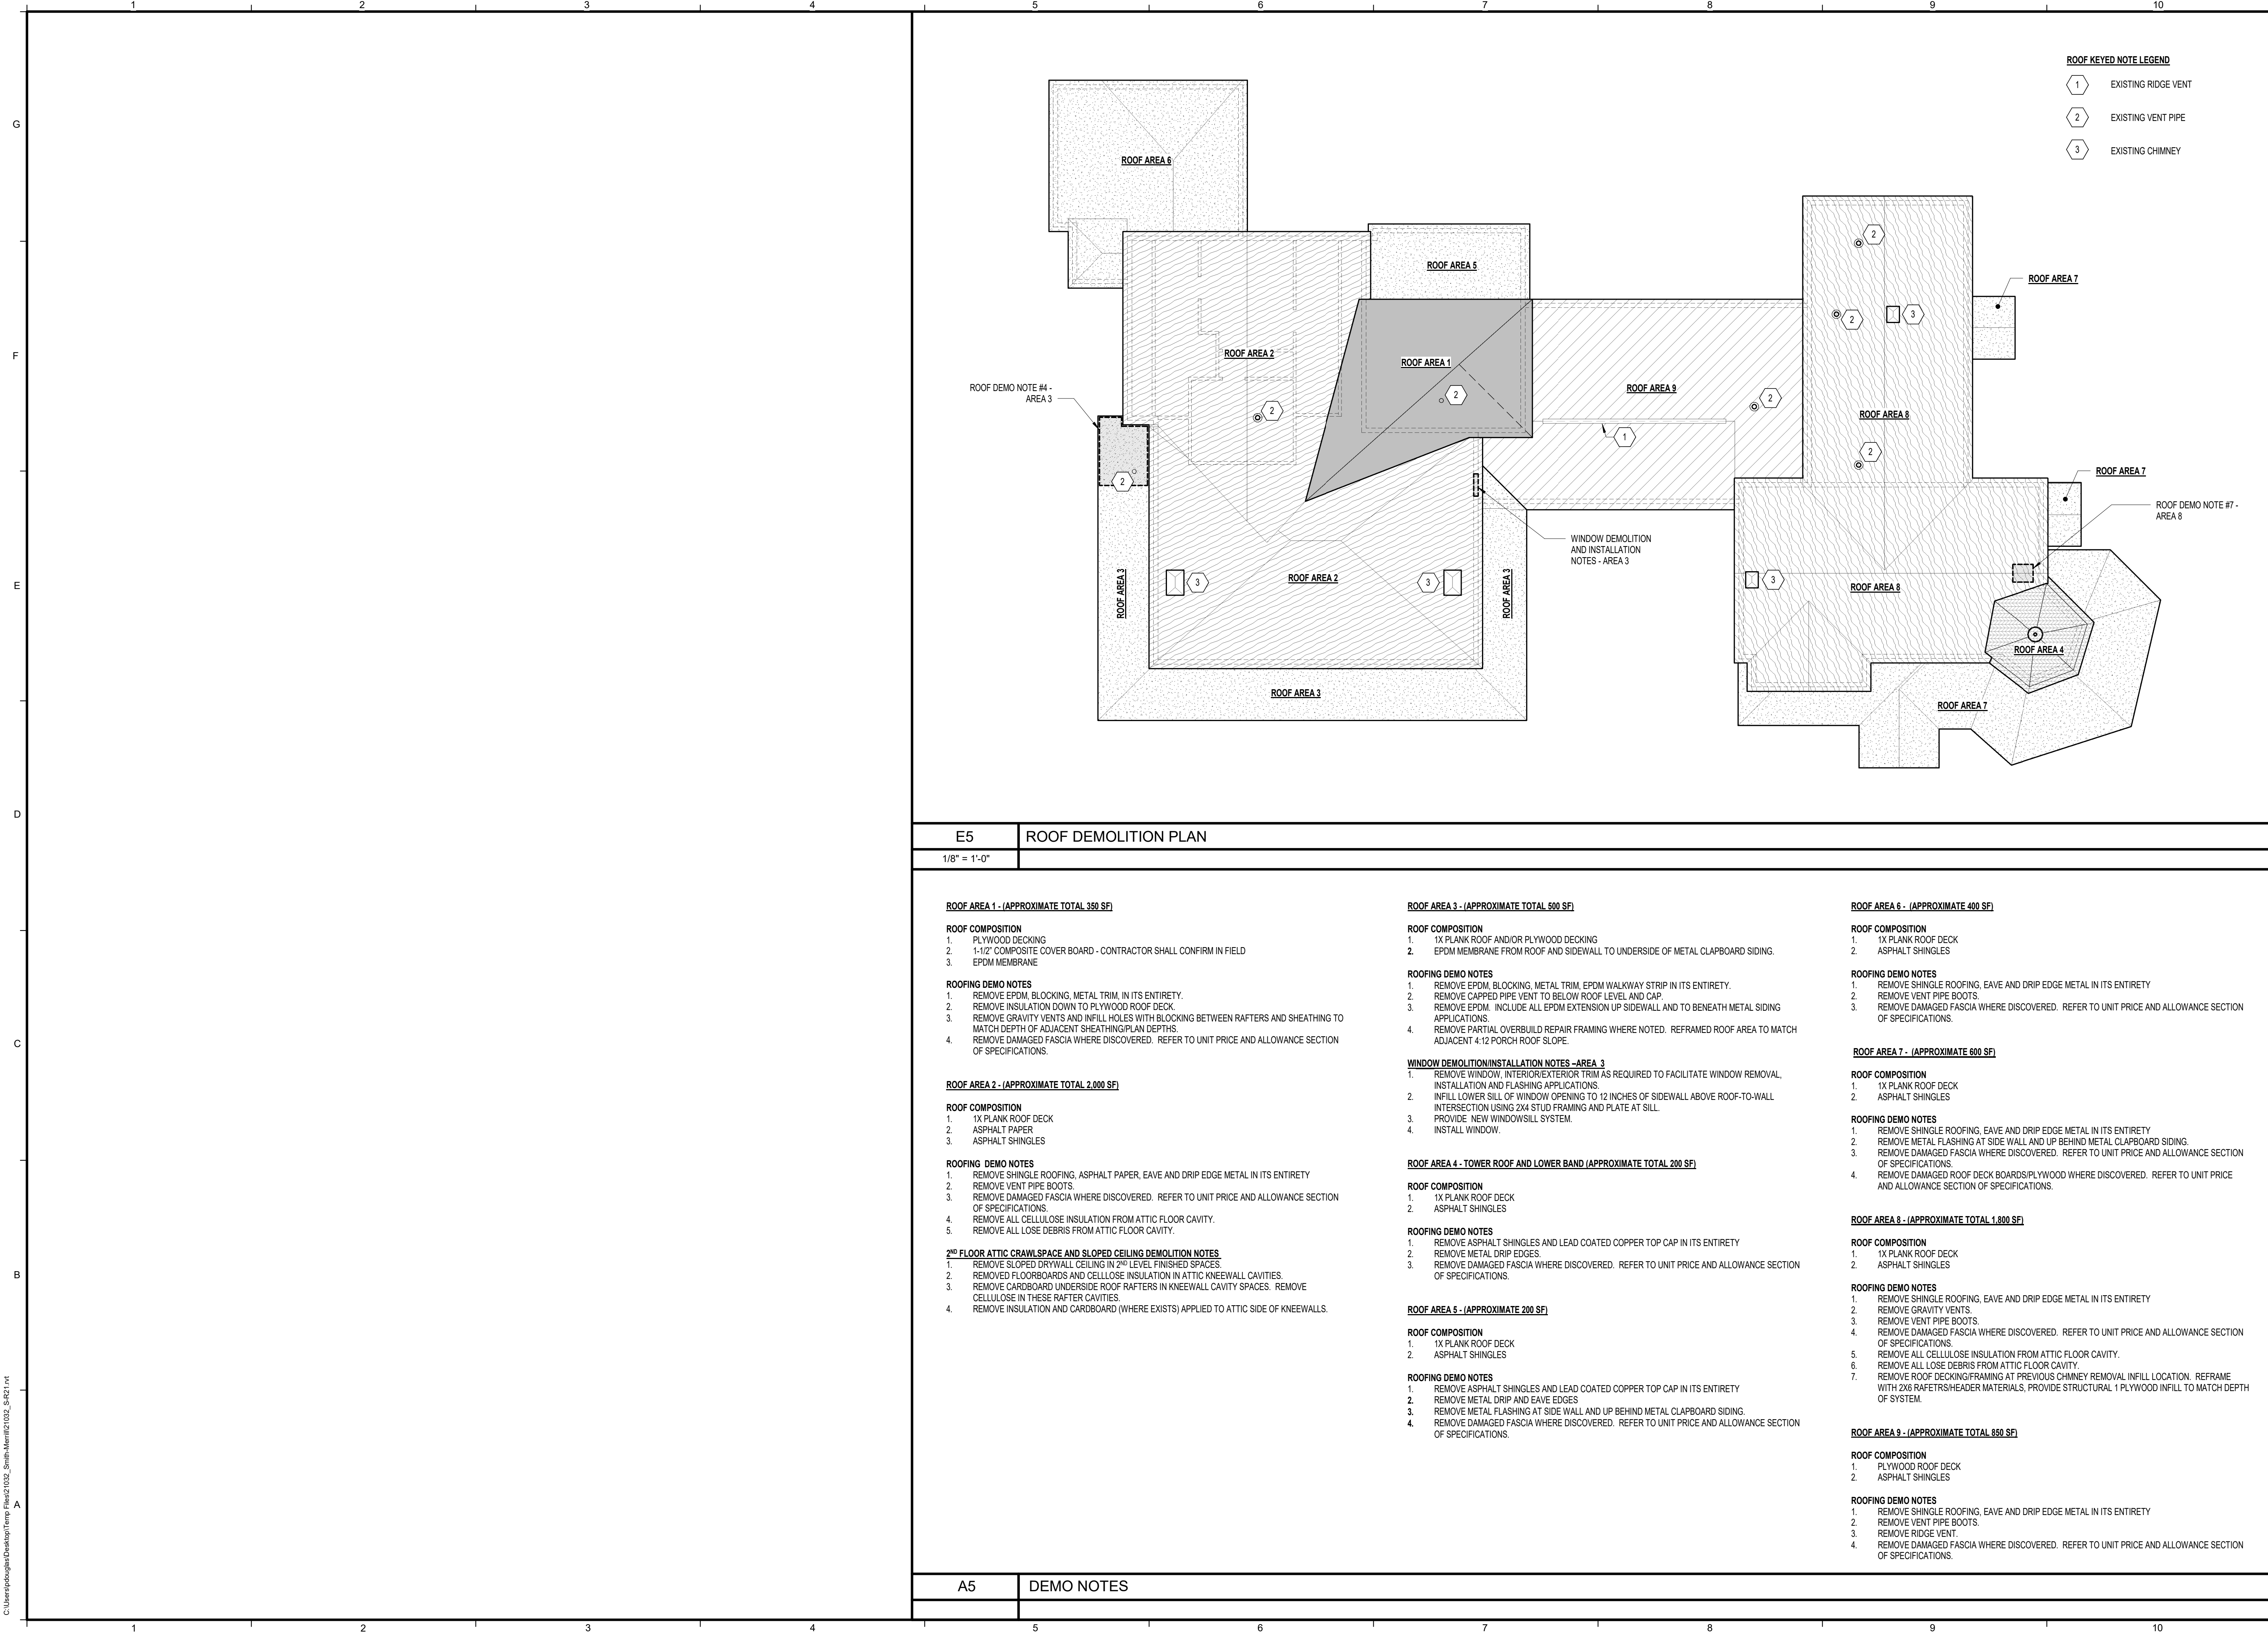 1 2 3 4 5 6 7 8 9 10
G
F
E
D
C
B
A
C:\Users\pdouglas\Desktop\Temp Files\21032_Smith-Merrill\21032_S-R21.rvt
ROOF KEYED NOTE LEGEND
1 EXISTING RIDGE VENT
2 EXISTING VENT PIPE
3 EXISTING CHIMNEY
ROOF AREA 6
2
ROOF AREA 5
ROOF AREA 7
2
3
ROOF AREA 2
ROOF AREA 1
ROOF DEMO NOTE #4 -
AREA 3
ROOF AREA 9
2
2
2
ROOF AREA 8
1
2
2
ROOF AREA 7
ROOF DEMO NOTE #7 -
AREA 8
WINDOW DEMOLITION
AND INSTALLATION
NOTES - AREA 3
ROOF AREA 3
3
ROOF AREA 2
3
ROOF AREA 3
3
ROOF AREA 8
ROOF AREA 4
ROOF AREA 3
ROOF AREA 7
E5 ROOF DEMOLITION PLAN
1/8" = 1'-0"
ROOF AREA 1 - (APPROXIMATE TOTAL 350 SF)
ROOF COMPOSITION
1. PLYWOOD DECKING
2. 1-1/2" COMPOSITE COVER BOARD - CONTRACTOR SHALL CONFIRM IN FIELD
3. EPDM MEMBRANE
ROOFING DEMO NOTES
1. REMOVE EPDM, BLOCKING, METAL TRIM, IN ITS ENTIRETY.
2. REMOVE INSULATION DOWN TO PLYWOOD ROOF DECK.
3. REMOVE GRAVITY VENTS AND INFILL HOLES WITH BLOCKING BETWEEN RAFTERS AND SHEATHING TO
MATCH DEPTH OF ADJACENT SHEATHING/PLAN DEPTHS.
4. REMOVE DAMAGED FASCIA WHERE DISCOVERED. REFER TO UNIT PRICE AND ALLOWANCE SECTION
OF SPECIFICATIONS.
ROOF AREA 2 - (APPROXIMATE TOTAL 2,000 SF)
ROOF COMPOSITION
1. 1X PLANK ROOF DECK
2. ASPHALT PAPER
3. ASPHALT SHINGLES
ROOFING DEMO NOTES
1. REMOVE SHINGLE ROOFING, ASPHALT PAPER, EAVE AND DRIP EDGE METAL IN ITS ENTIRETY
2. REMOVE VENT PIPE BOOTS.
3. REMOVE DAMAGED FASCIA WHERE DISCOVERED. REFER TO UNIT PRICE AND ALLOWANCE SECTION
OF SPECIFICATIONS.
4. REMOVE ALL CELLULOSE INSULATION FROM ATTIC FLOOR CAVITY.
5. REMOVE ALL LOSE DEBRIS FROM ATTIC FLOOR CAVITY.
2ND FLOOR ATTIC CRAWLSPACE AND SLOPED CEILING DEMOLITION NOTES
1. REMOVE SLOPED DRYWALL CEILING IN 2ND LEVEL FINISHED SPACES.
2. REMOVED FLOORBOARDS AND CELLLOSE INSULATION IN ATTIC KNEEWALL CAVITIES.
3. REMOVE CARDBOARD UNDERSIDE ROOF RAFTERS IN KNEEWALL CAVITY SPACES. REMOVE
CELLULOSE IN THESE RAFTER CAVITIES.
4. REMOVE INSULATION AND CARDBOARD (WHERE EXISTS) APPLIED TO ATTIC SIDE OF KNEEWALLS.
ROOF AREA 3 - (APPROXIMATE TOTAL 500 SF)
ROOF COMPOSITION
1. 1X PLANK ROOF AND/OR PLYWOOD DECKING
2. EPDM MEMBRANE FROM ROOF AND SIDEWALL TO UNDERSIDE OF METAL CLAPBOARD SIDING.
ROOFING DEMO NOTES
1. REMOVE EPDM, BLOCKING, METAL TRIM, EPDM WALKWAY STRIP IN ITS ENTIRETY.
2. REMOVE CAPPED PIPE VENT TO BELOW ROOF LEVEL AND CAP.
3. REMOVE EPDM. INCLUDE ALL EPDM EXTENSION UP SIDEWALL AND TO BENEATH METAL SIDING
APPLICATIONS.
4. REMOVE PARTIAL OVERBUILD REPAIR FRAMING WHERE NOTED. REFRAMED ROOF AREA TO MATCH
ADJACENT 4:12 PORCH ROOF SLOPE.
WINDOW DEMOLITION/INSTALLATION NOTES –AREA 3
1. REMOVE WINDOW, INTERIOR/EXTERIOR TRIM AS REQUIRED TO FACILITATE WINDOW REMOVAL,
INSTALLATION AND FLASHING APPLICATIONS.
2. INFILL LOWER SILL OF WINDOW OPENING TO 12 INCHES OF SIDEWALL ABOVE ROOF-TO-WALL
INTERSECTION USING 2X4 STUD FRAMING AND PLATE AT SILL.
3. PROVIDE NEW WINDOWSILL SYSTEM.
4. INSTALL WINDOW.
ROOF AREA 4 - TOWER ROOF AND LOWER BAND (APPROXIMATE TOTAL 200 SF)
ROOF COMPOSITION
1. 1X PLANK ROOF DECK
2. ASPHALT SHINGLES
ROOFING DEMO NOTES
1. REMOVE ASPHALT SHINGLES AND LEAD COATED COPPER TOP CAP IN ITS ENTIRETY
2. REMOVE METAL DRIP EDGES.
3. REMOVE DAMAGED FASCIA WHERE DISCOVERED. REFER TO UNIT PRICE AND ALLOWANCE SECTION
OF SPECIFICATIONS.
ROOF AREA 5 - (APPROXIMATE 200 SF)
ROOF COMPOSITION
1. 1X PLANK ROOF DECK
2. ASPHALT SHINGLES
ROOFING DEMO NOTES
1. REMOVE ASPHALT SHINGLES AND LEAD COATED COPPER TOP CAP IN ITS ENTIRETY
2. REMOVE METAL DRIP AND EAVE EDGES
3. REMOVE METAL FLASHING AT SIDE WALL AND UP BEHIND METAL CLAPBOARD SIDING.
4. REMOVE DAMAGED FASCIA WHERE DISCOVERED. REFER TO UNIT PRICE AND ALLOWANCE SECTION
OF SPECIFICATIONS.
ROOF AREA 6 - (APPROXIMATE 400 SF)
ROOF COMPOSITION
1. 1X PLANK ROOF DECK
2. ASPHALT SHINGLES
ROOFING DEMO NOTES
1. REMOVE SHINGLE ROOFING, EAVE AND DRIP EDGE METAL IN ITS ENTIRETY
2. REMOVE VENT PIPE BOOTS.
3. REMOVE DAMAGED FASCIA WHERE DISCOVERED. REFER TO UNIT PRICE AND ALLOWANCE SECTION
OF SPECIFICATIONS.
ROOF AREA 7 - (APPROXIMATE 600 SF)
ROOF COMPOSITION
1. 1X PLANK ROOF DECK
2. ASPHALT SHINGLES
ROOFING DEMO NOTES
1. REMOVE SHINGLE ROOFING, EAVE AND DRIP EDGE METAL IN ITS ENTIRETY
2. REMOVE METAL FLASHING AT SIDE WALL AND UP BEHIND METAL CLAPBOARD SIDING.
3. REMOVE DAMAGED FASCIA WHERE DISCOVERED. REFER TO UNIT PRICE AND ALLOWANCE SECTION
OF SPECIFICATIONS.
4. REMOVE DAMAGED ROOF DECK BOARDS/PLYWOOD WHERE DISCOVERED. REFER TO UNIT PRICE
AND ALLOWANCE SECTION OF SPECIFICATIONS.
ROOF AREA 8 - (APPROXIMATE TOTAL 1,800 SF)
ROOF COMPOSITION
1. 1X PLANK ROOF DECK
2. ASPHALT SHINGLES
ROOFING DEMO NOTES
1. REMOVE SHINGLE ROOFING, EAVE AND DRIP EDGE METAL IN ITS ENTIRETY
2. REMOVE GRAVITY VENTS.
3. REMOVE VENT PIPE BOOTS.
4. REMOVE DAMAGED FASCIA WHERE DISCOVERED. REFER TO UNIT PRICE AND ALLOWANCE SECTION
OF SPECIFICATIONS.
5. REMOVE ALL CELLULOSE INSULATION FROM ATTIC FLOOR CAVITY.
6. REMOVE ALL LOSE DEBRIS FROM ATTIC FLOOR CAVITY.
7. REMOVE ROOF DECKING/FRAMING AT PREVIOUS CHMNEY REMOVAL INFILL LOCATION. REFRAME
WITH 2X6 RAFETRS/HEADER MATERIALS, PROVIDE STRUCTURAL 1 PLYWOOD INFILL TO MATCH DEPTH
OF SYSTEM.
ROOF AREA 9 - (APPROXIMATE TOTAL 850 SF)
ROOF COMPOSITION
1. PLYWOOD ROOF DECK
2. ASPHALT SHINGLES
ROOFING DEMO NOTES
1. REMOVE SHINGLE ROOFING, EAVE AND DRIP EDGE METAL IN ITS ENTIRETY
2. REMOVE VENT PIPE BOOTS.
3. REMOVE RIDGE VENT.
4. REMOVE DAMAGED FASCIA WHERE DISCOVERED. REFER TO UNIT PRICE AND ALLOWANCE SECTION
OF SPECIFICATIONS.
A5 DEMO NOTES
1 2 3 4 5 6 7 8 9 10